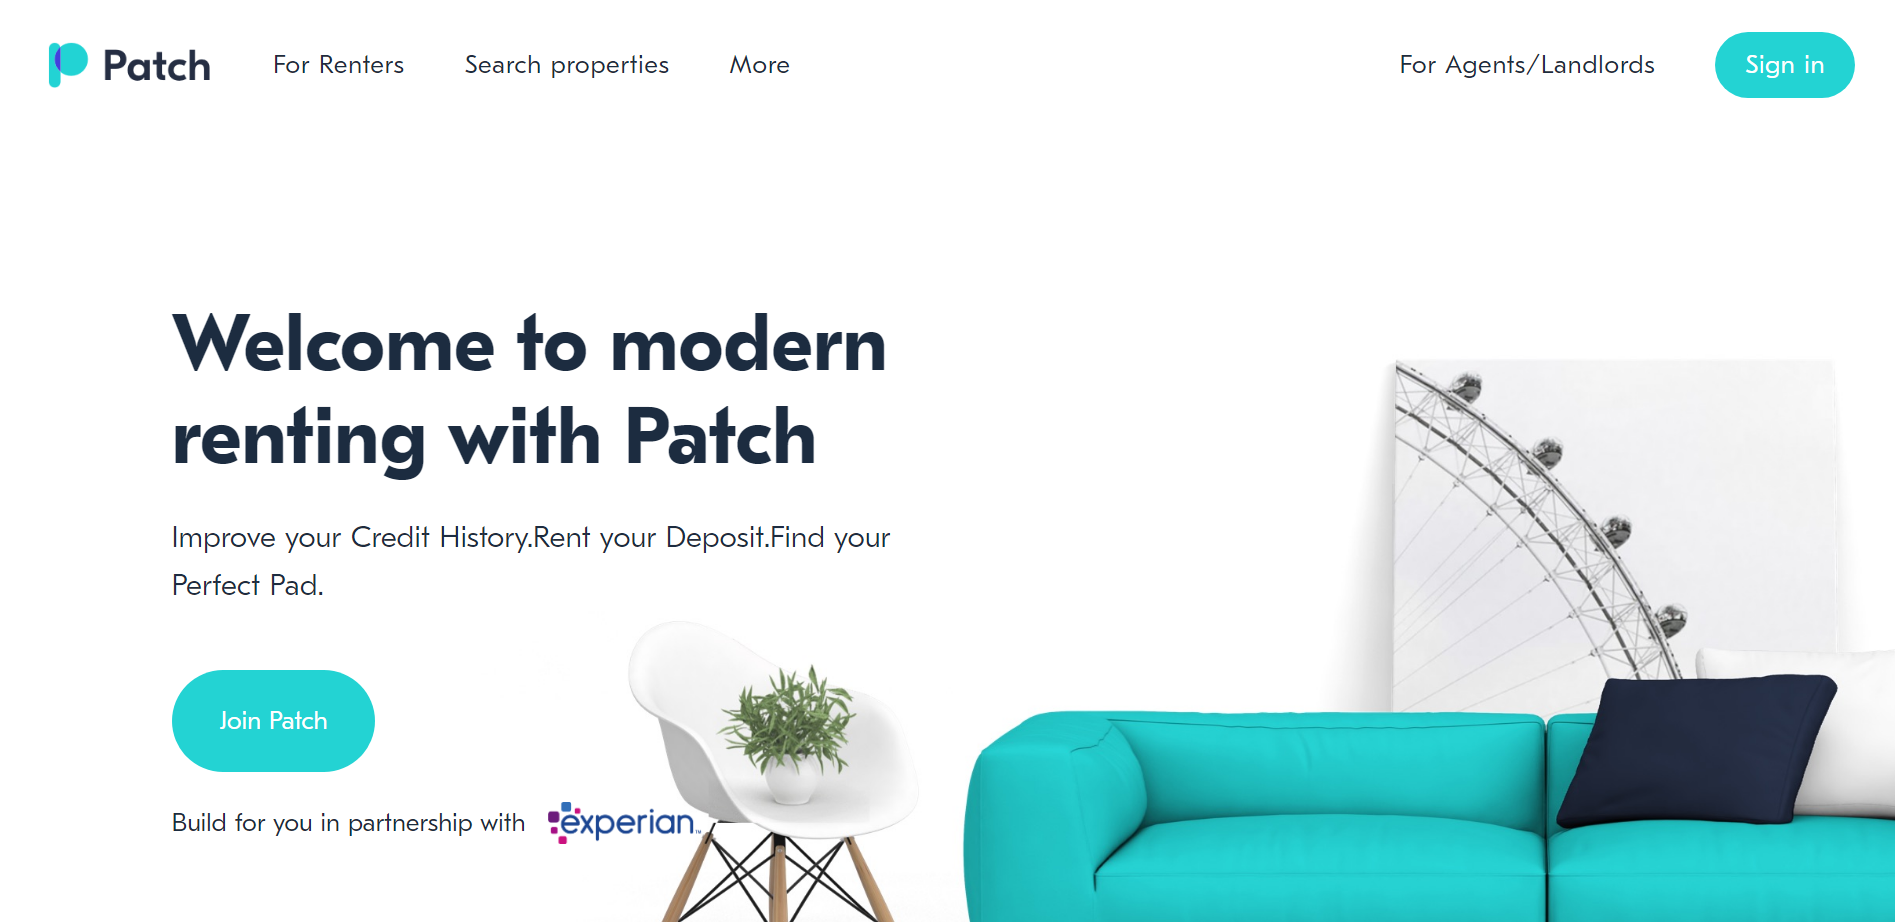 Patch
For Renters
Search properties
More
For Agents/Landlords
Sign in
Welcome to modern
renting with Patch
Improve your Credit History.Rent your Deposit.Find your
Perfect Pad.
Join Patch
Build for you in partnership with
experian™